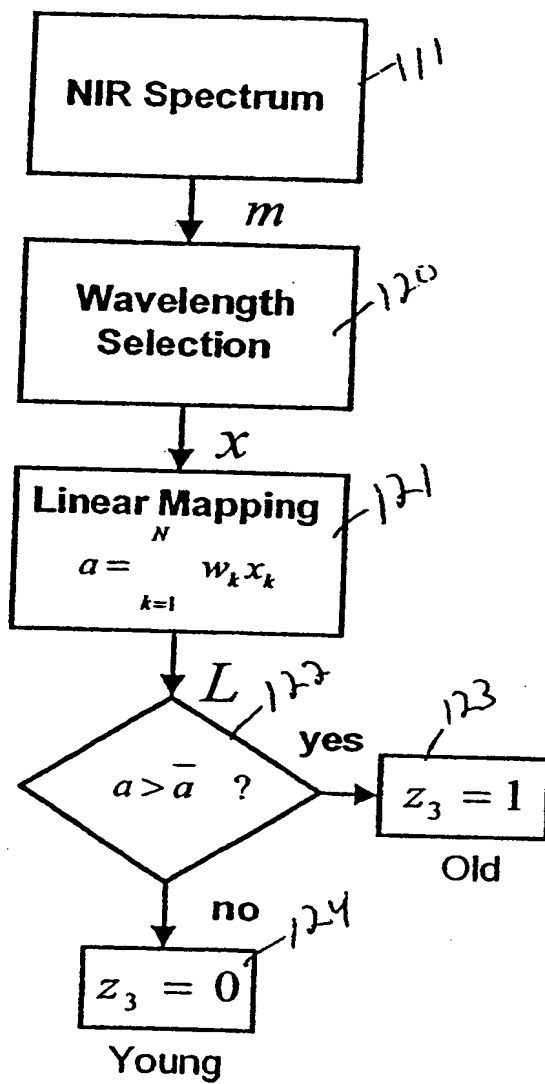 NIR Spectrum
111
m
Wavelength
Selection
120
x
Linear Mapping
121
N
a = w_k x_k
k=1
L
122
yes
123
a > a̅ ?
z_3 = 1
Old
no
124
z_3 = 0
Young